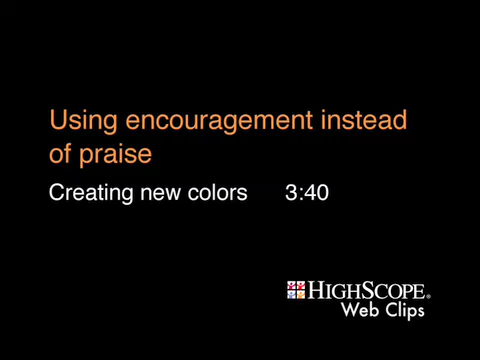 Using encouragement instead
of praise
Creating new colors 3:40
HIGHSCOPE®
Web Clips